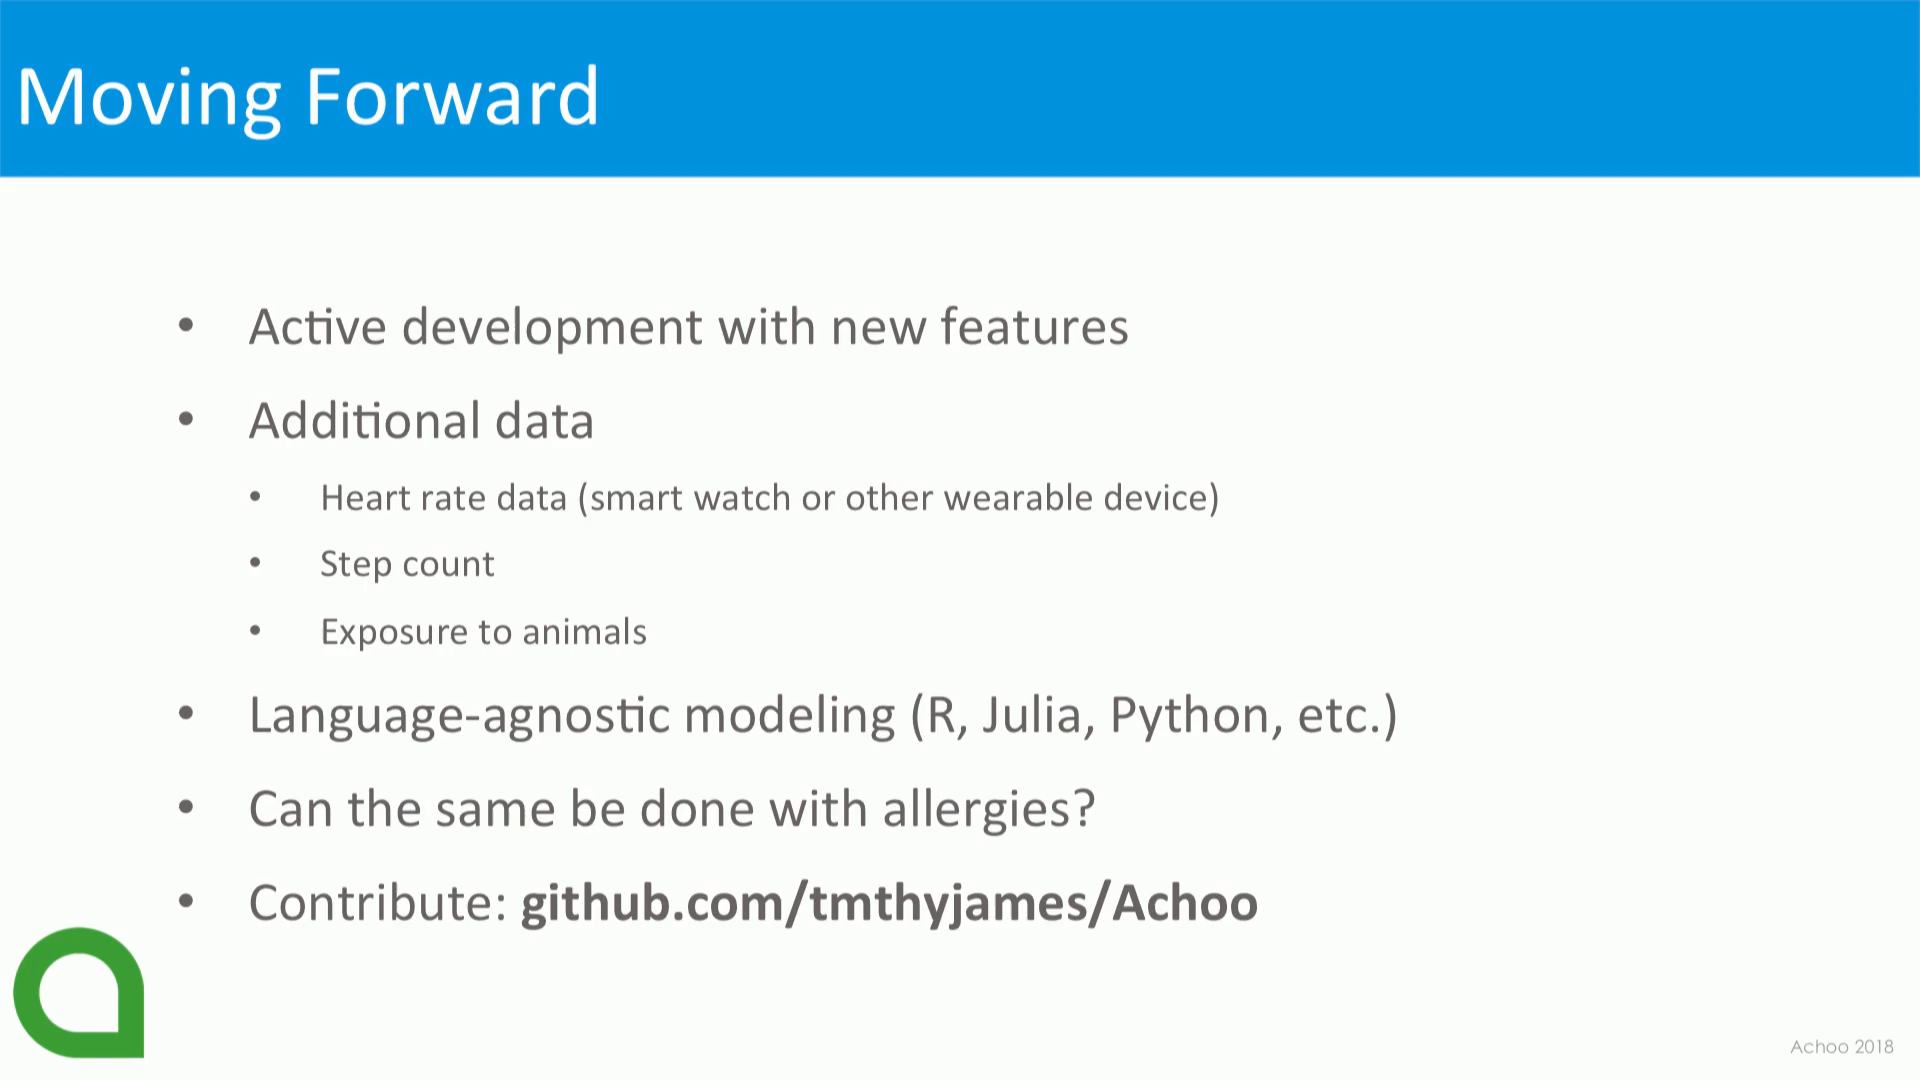 Moving Forward
• Active development with new features
• Additional data
• Heart rate data (smart watch or other wearable device)
• Step count
• Exposure to animals
• Language-agnostic modeling (R, Julia, Python, etc.)
• Can the same be done with allergies?
• Contribute: github.com/tmthyjames/Achoo
Achoo 2018